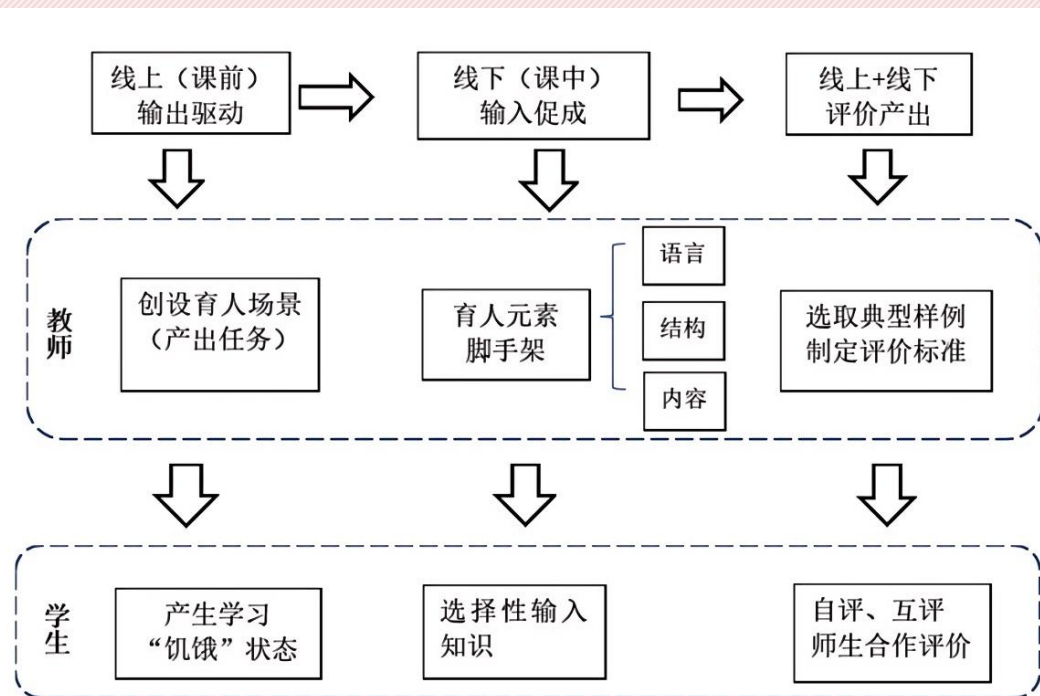 线上（课前）
输出驱动
线下（课中）
输入促成
线上+线下
评价产出
教师
创设育人场景
（产出任务）
育人元素
脚手架
语言
结构
内容
选取典型样例
制定评价标准
学生
产生学习
“饥饿”状态
选择性输入
知识
自评、互评
师生合作评价